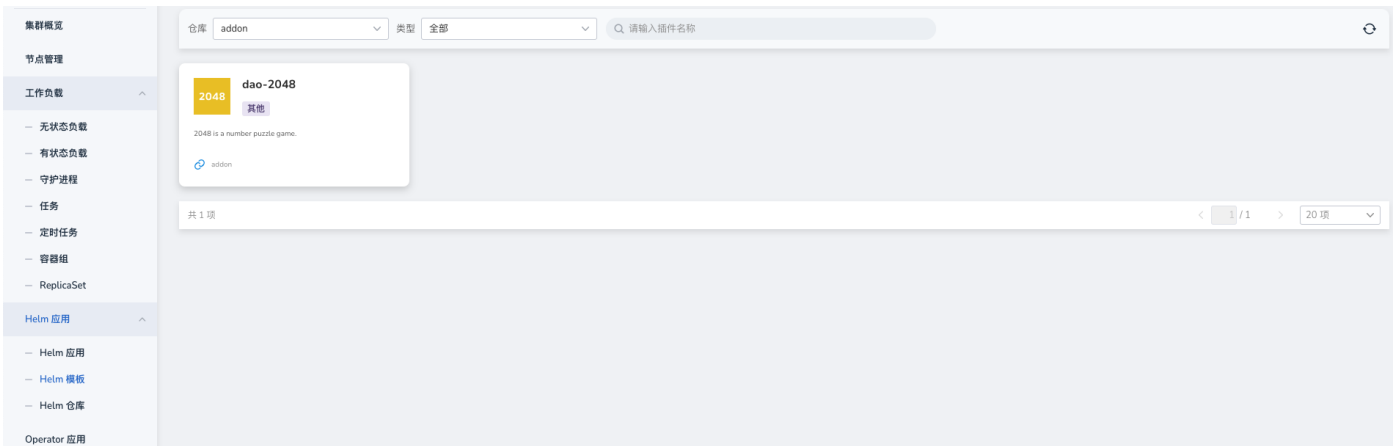 集群概览
节点管理
工作负载
无状态负载
有状态负载
守护进程
任务
定时任务
容器组
ReplicaSet
Helm 应用
Helm 应用
Helm 模板
Helm 仓库
Operator 应用
仓库 addon 类型 全部 请输入插件名称
2048 dao-2048
其他
2048 is a number puzzle game.
addon
共 1 项 1 / 1 20 项